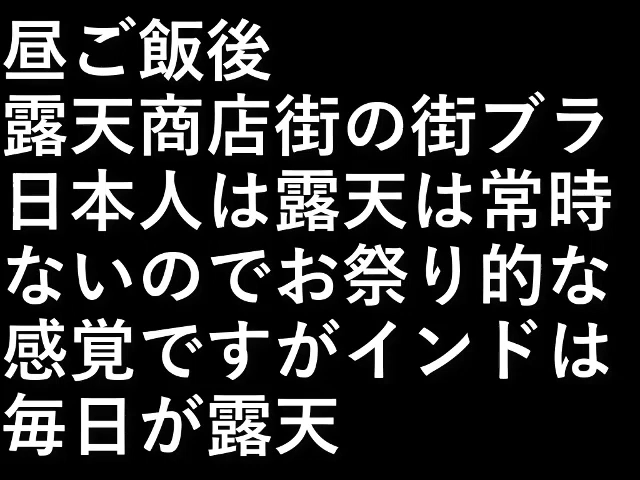 昼ご飯後
露天商店街の街ブラ
日本人は露天は常時
ないのでお祭り的な
感覚ですがインドは
毎日が露天